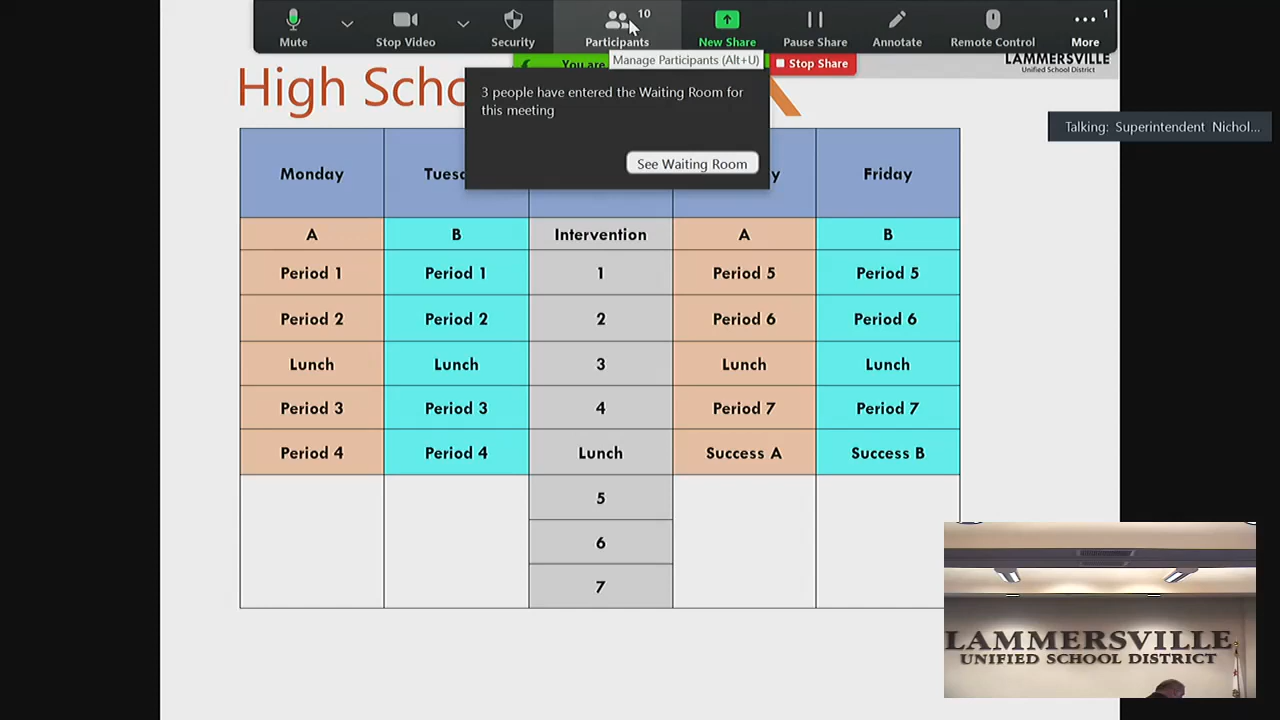 10
1
Mute
Stop Video
Security
Participants
New Share
Pause Share
Annotate
Remote Control
More
Manage Participants (Alt+U)
You are
Stop Share
LAMMERSVILLE
Unified School District
High Scho
3 people have entered the Waiting Room for
this meeting
See Waiting Room
Talking: Superintendent Nichol...
Monday
Tues
y
Friday
A
B
Intervention
A
B
Period 1
Period 1
1
Period 5
Period 5
Period 2
Period 2
2
Period 6
Period 6
Lunch
Lunch
3
Lunch
Lunch
Period 3
Period 3
4
Period 7
Period 7
Period 4
Period 4
Lunch
Success A
Success B
5
6
7
LAMMERSVILLE
UNIFIED SCHOOL DISTRICT